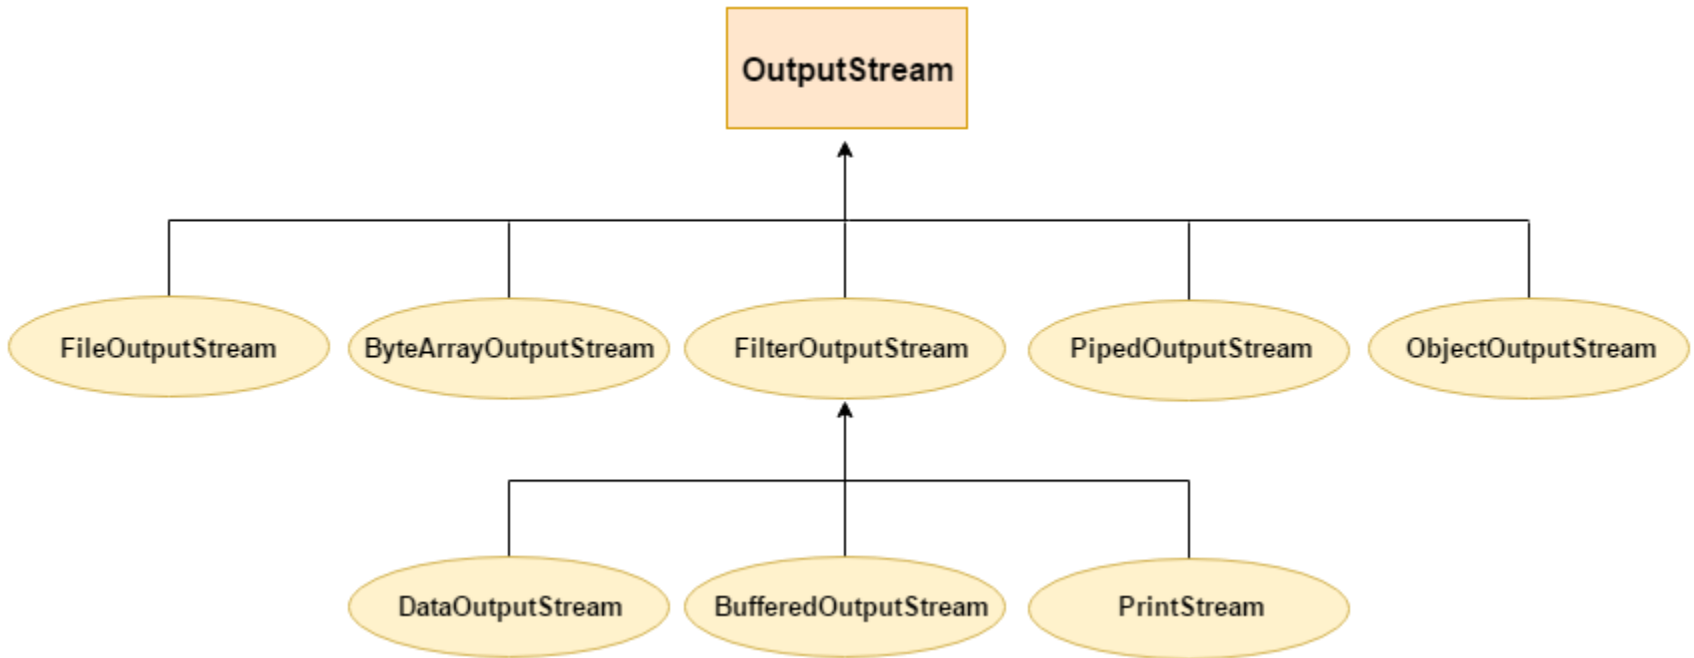 OutputStream
FileOutputStream
ByteArrayOutputStream
FilterOutputStream
PipedOutputStream
ObjectOutputStream
DataOutputStream
BufferedOutputStream
PrintStream